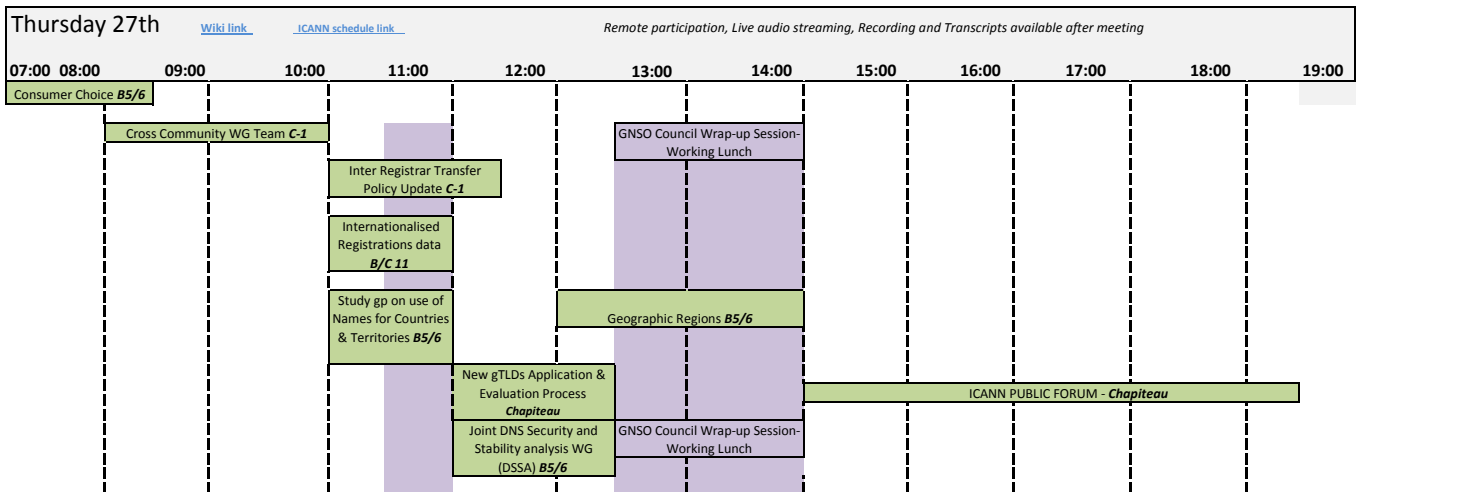 Thursday 27th Wiki link ICANN schedule link Remote participation, Live audio streaming, Recording and Transcripts available after meeting
07:00 08:00 09:00 10:00 11:00 12:00 13:00 14:00 15:00 16:00 17:00 18:00 19:00
Consumer Choice B5/6
Cross Community WG Team C-1
GNSO Council Wrap-up Session-
Working Lunch
Inter Registrar Transfer
Policy Update C-1
Internationalised
Registrations data
B/C 11
Study gp on use of
Names for Countries
& Territories B5/6
Geographic Regions B5/6
New gTLDs Application &
Evaluation Process
Chapiteau
ICANN PUBLIC FORUM - Chapiteau
Joint DNS Security and
Stability analysis WG
(DSSA) B5/6
GNSO Council Wrap-up Session-
Working Lunch